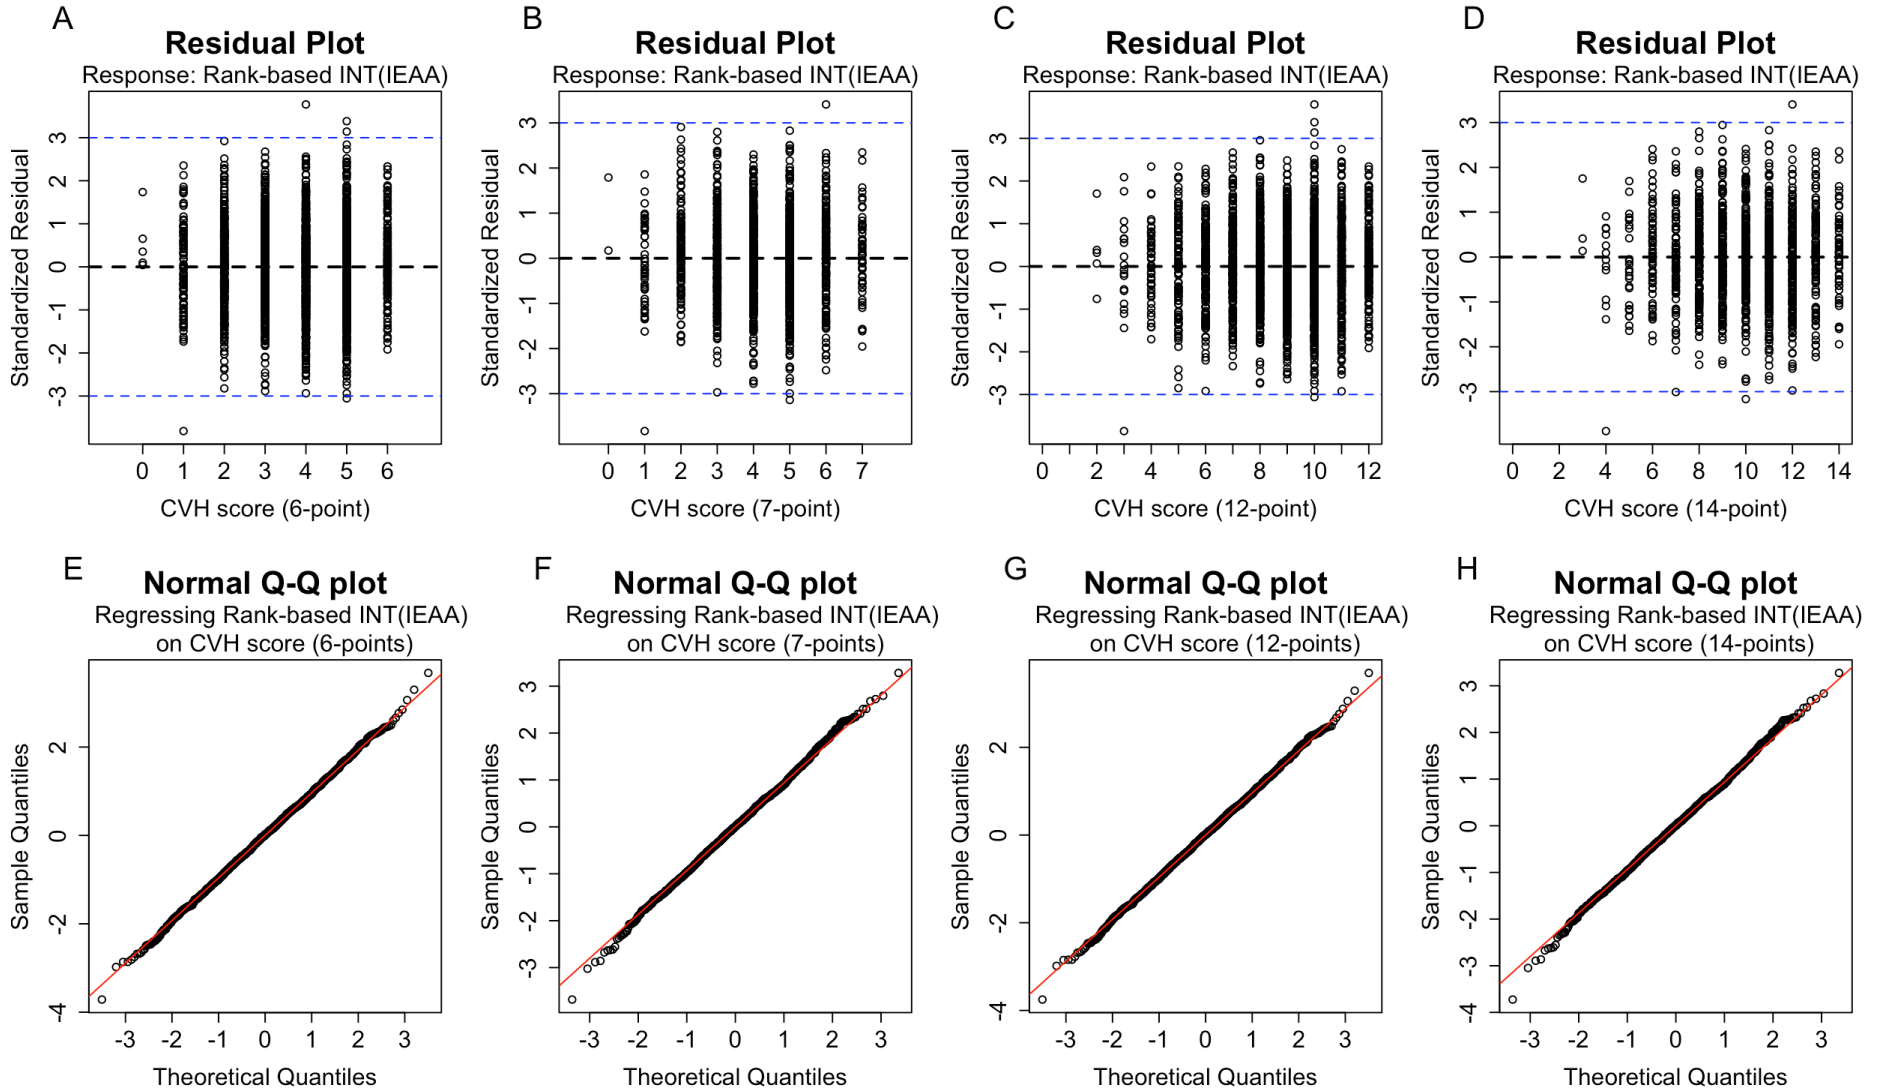 A
Residual Plot
Response: Rank-based INT(IEAA)
Standardized Residual
3
2
1
0
-1
-2
-3
0 1 2 3 4 5 6
CVH score (6-point)
B
Residual Plot
Response: Rank-based INT(IEAA)
Standardized Residual
3
2
1
0
-1
-2
-3
0 1 2 3 4 5 6 7
CVH score (7-point)
C
Residual Plot
Response: Rank-based INT(IEAA)
Standardized Residual
3
2
1
0
-1
-2
-3
0 2 4 6 8 10 12
CVH score (12-point)
D
Residual Plot
Response: Rank-based INT(IEAA)
Standardized Residual
3
2
1
0
-1
-2
-3
0 2 4 6 8 10 12 14
CVH score (14-point)
E
Normal Q-Q plot
Regressing Rank-based INT(IEAA)
on CVH score (6-points)
Sample Quantiles
2
0
-2
-4
-3 -2 -1 0 1 2 3
Theoretical Quantiles
F
Normal Q-Q plot
Regressing Rank-based INT(IEAA)
on CVH score (7-points)
Sample Quantiles
3
2
1
0
-1
-2
-3
-3 -2 -1 0 1 2 3
Theoretical Quantiles
G
Normal Q-Q plot
Regressing Rank-based INT(IEAA)
on CVH score (12-points)
Sample Quantiles
2
0
-2
-4
-3 -2 -1 0 1 2 3
Theoretical Quantiles
H
Normal Q-Q plot
Regressing Rank-based INT(IEAA)
on CVH score (14-points)
Sample Quantiles
3
2
1
0
-1
-2
-3
-4
-3 -2 -1 0 1 2 3
Theoretical Quantiles